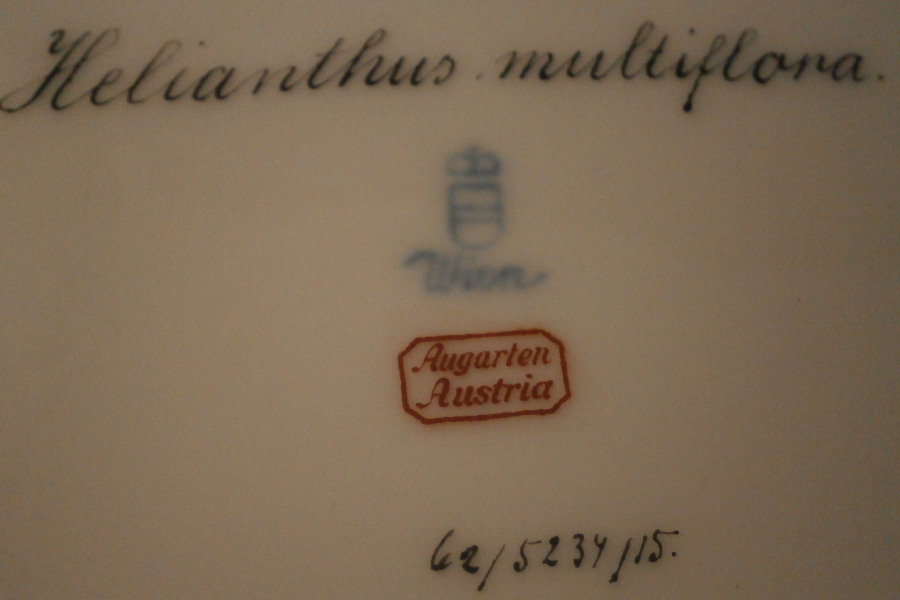 Helianthus multiflora.
Wien
Augarten
Austria
62/5234/15.